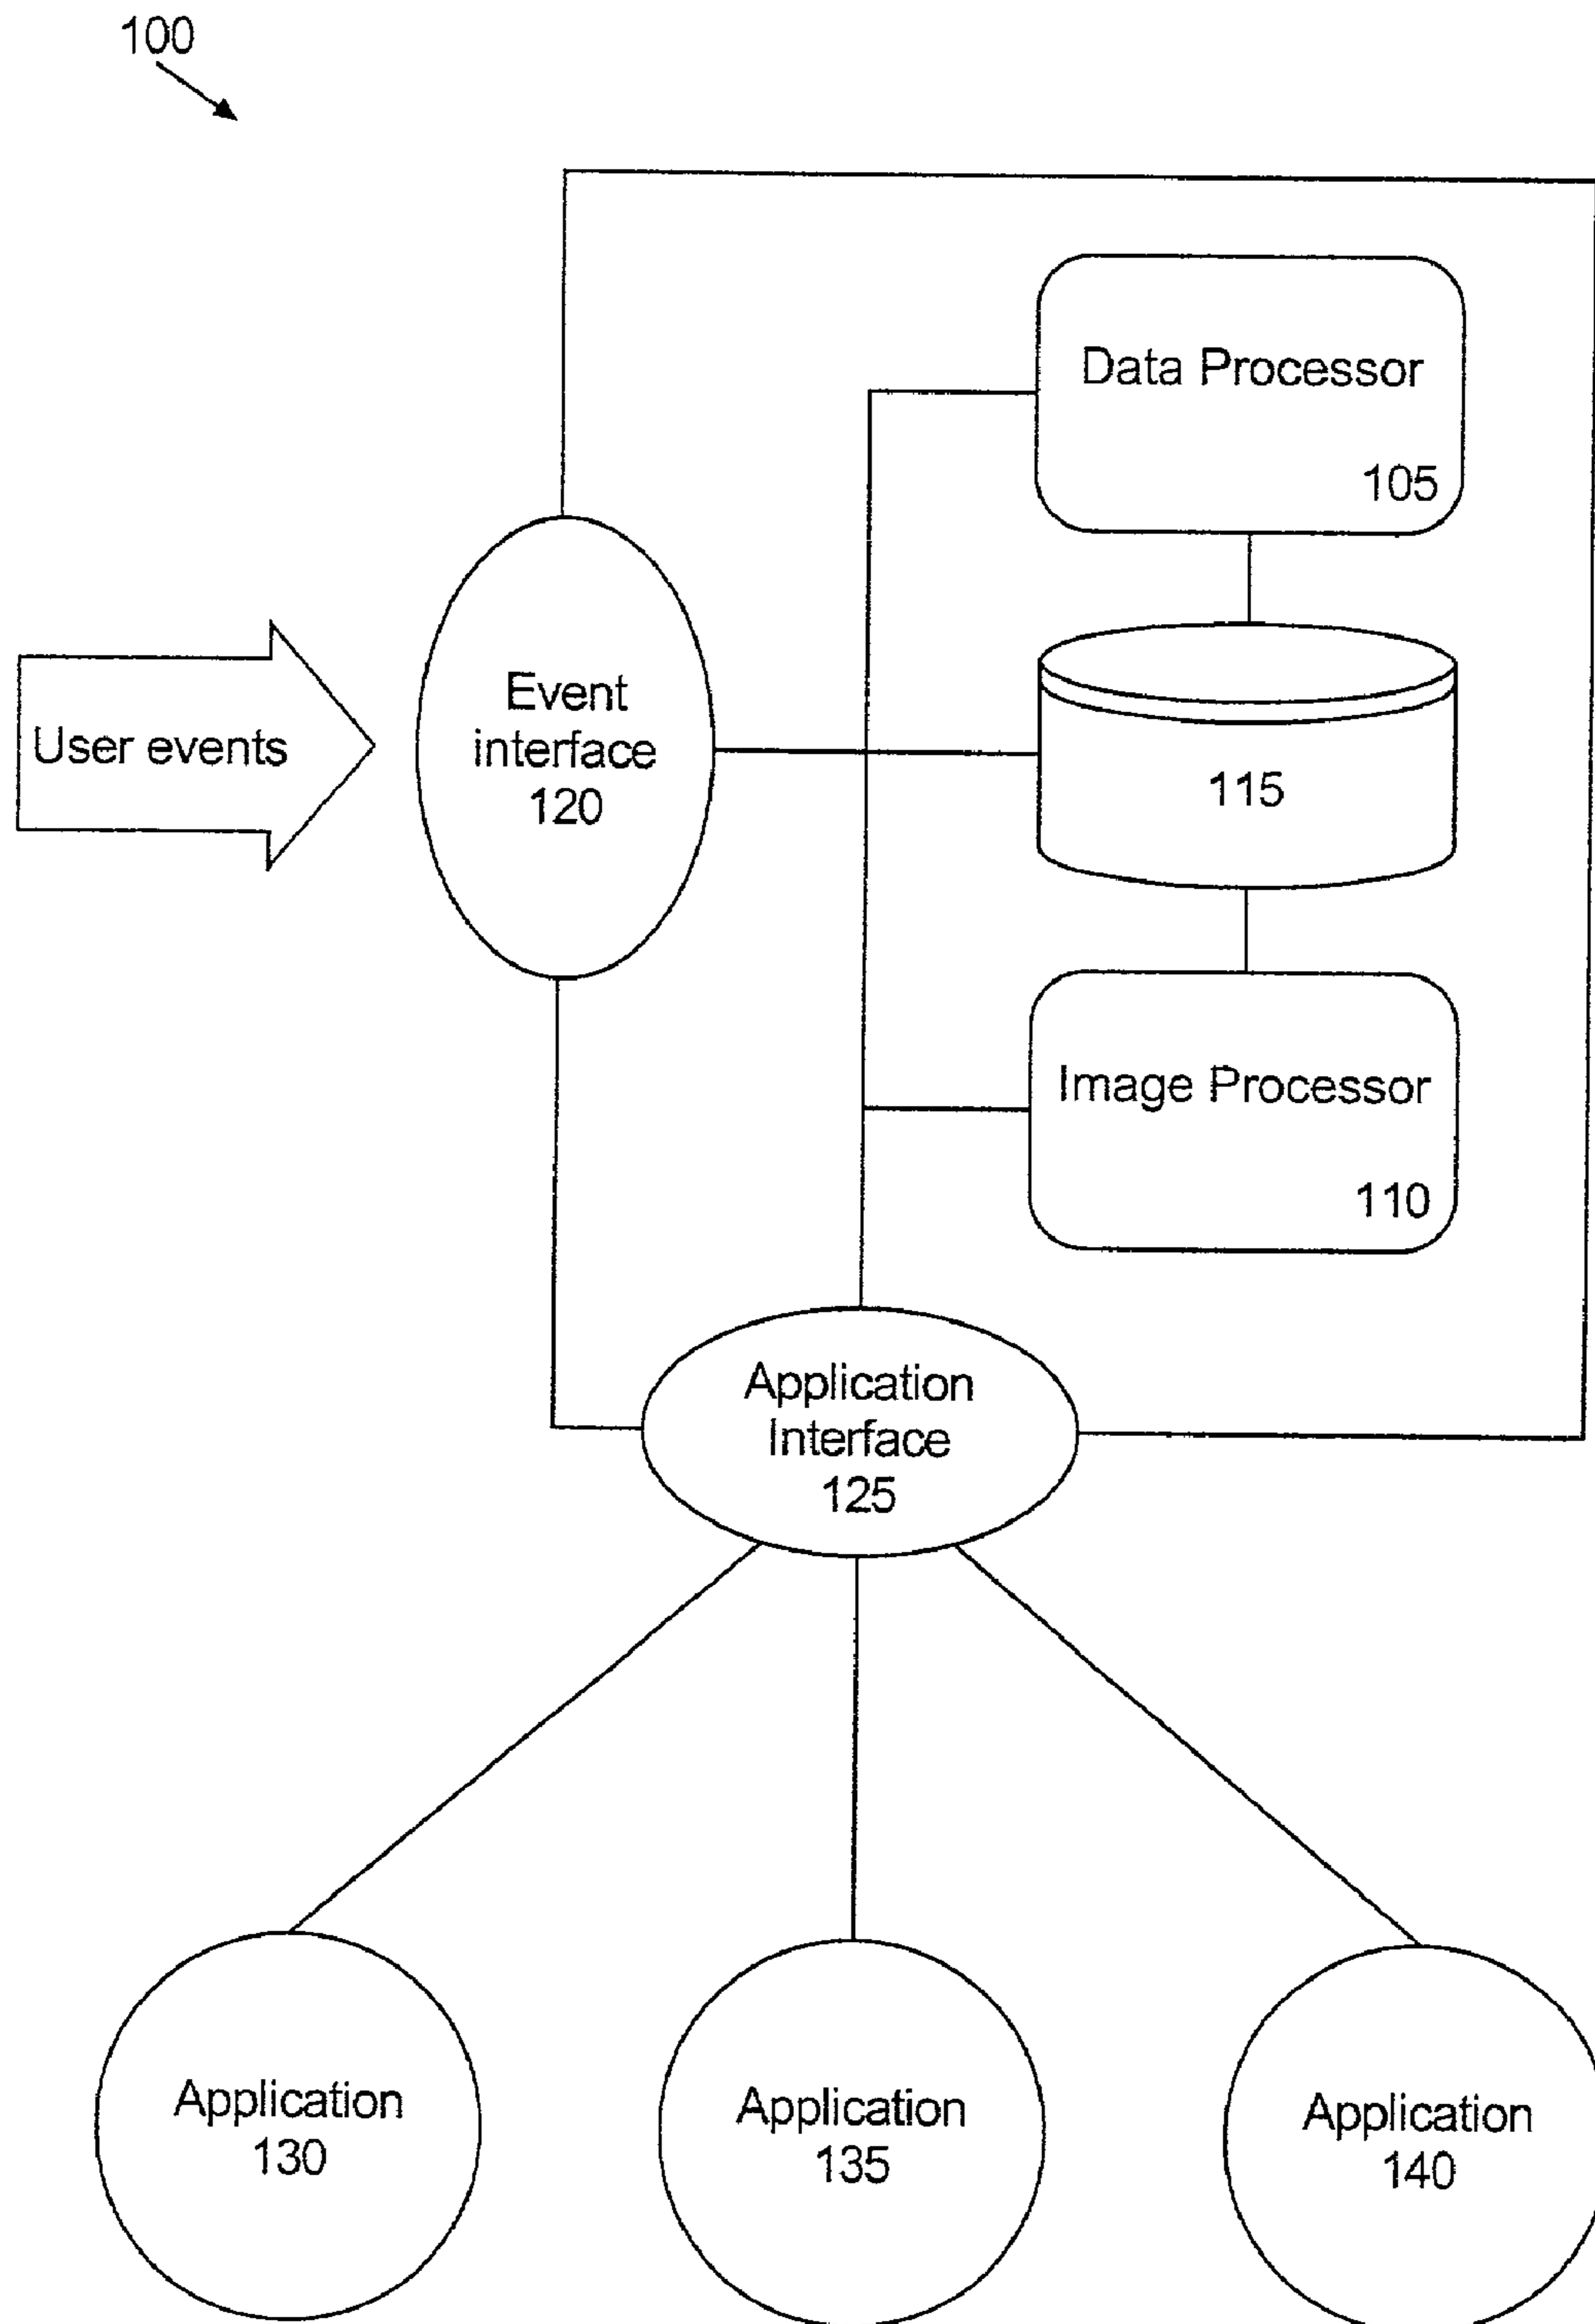 100
Data Processor
105
User events
Event
interface
120
115
Image Processor
110
Application
Interface
125
Application
130
Application
135
Application
140